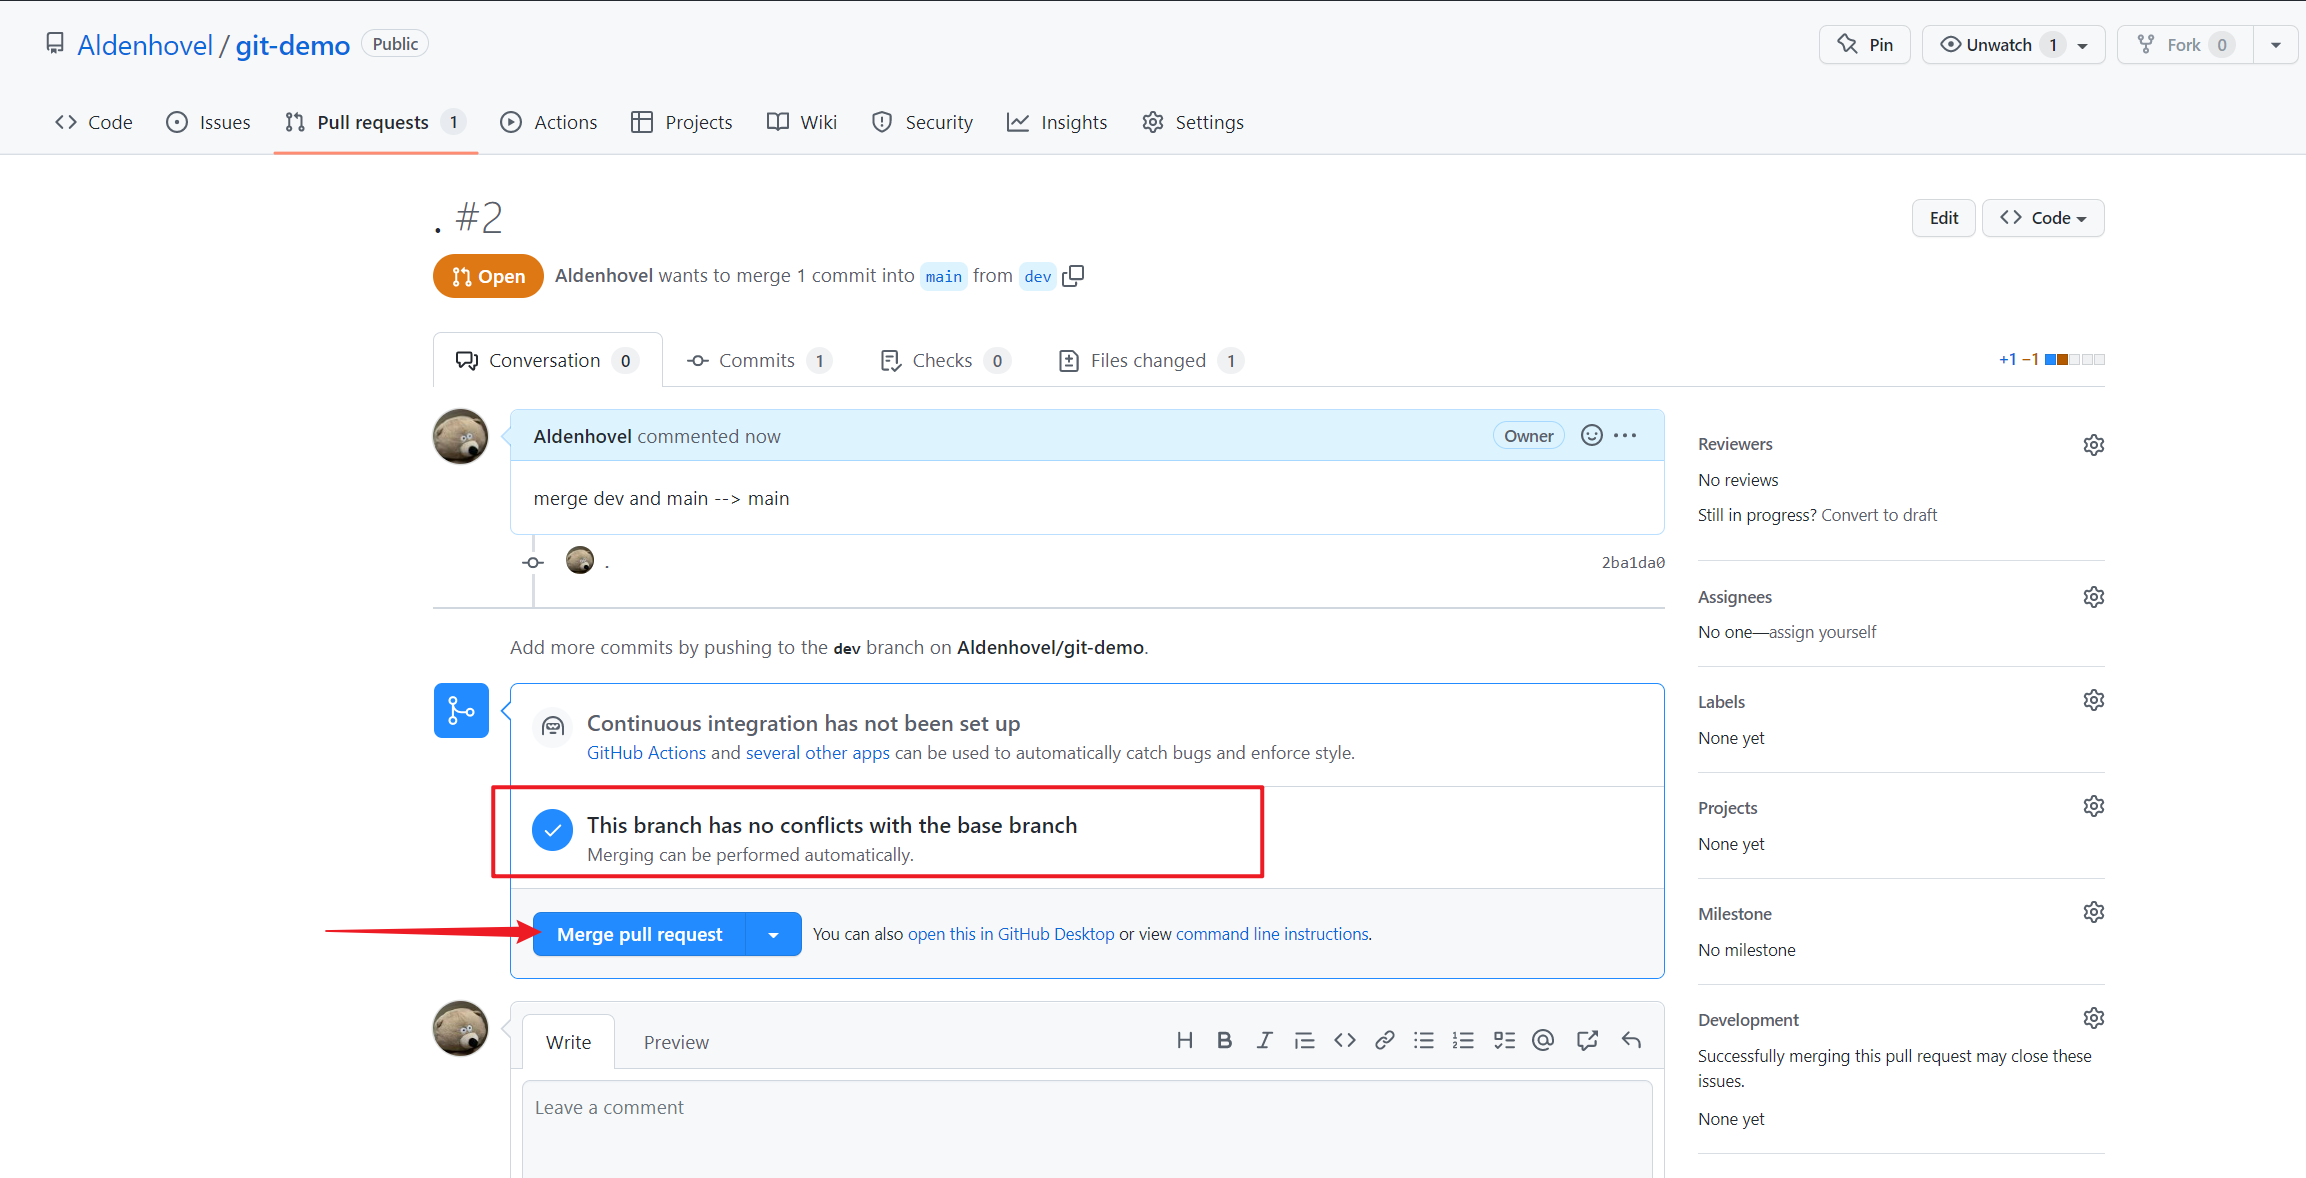 Aldenhovel / git-demo Public
Pin
Unwatch 1
Fork 0
Code
Issues
Pull requests 1
Actions
Projects
Wiki
Security
Insights
Settings
. #2
Edit
Code
Open
Aldenhovel wants to merge 1 commit into main from dev
Conversation 0
Commits 1
Checks 0
Files changed 1
+1 −1
Aldenhovel commented now
Owner
merge dev and main --> main
.
2ba1da0
Add more commits by pushing to the dev branch on Aldenhovel/git-demo.
Continuous integration has not been set up
GitHub Actions and several other apps can be used to automatically catch bugs and enforce style.
This branch has no conflicts with the base branch
Merging can be performed automatically.
Merge pull request
You can also open this in GitHub Desktop or view command line instructions.
Write
Preview
Leave a comment
Reviewers
No reviews
Still in progress? Convert to draft
Assignees
No one—assign yourself
Labels
None yet
Projects
None yet
Milestone
No milestone
Development
Successfully merging this pull request may close these
issues.
None yet